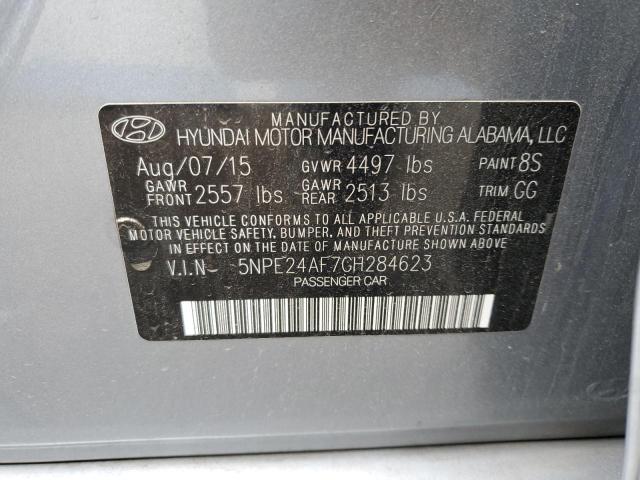 MANUFACTURED BY
HYUNDAI MOTOR MANUFACTURING ALABAMA, LLC
Aug/07/15 GVWR 4497 lbs PAINT 8S
GAWR FRONT 2557 lbs GAWR REAR 2513 lbs TRIM GG
THIS VEHICLE CONFORMS TO ALL APPLICABLE U.S.A. FEDERAL
MOTOR VEHICLE SAFETY, BUMPER, AND THEFT PREVENTION STANDARDS
IN EFFECT ON THE DATE OF MANUFACTURE SHOWN ABOVE
V.I.N 5NPE24AF7GH284623
PASSENGER CAR